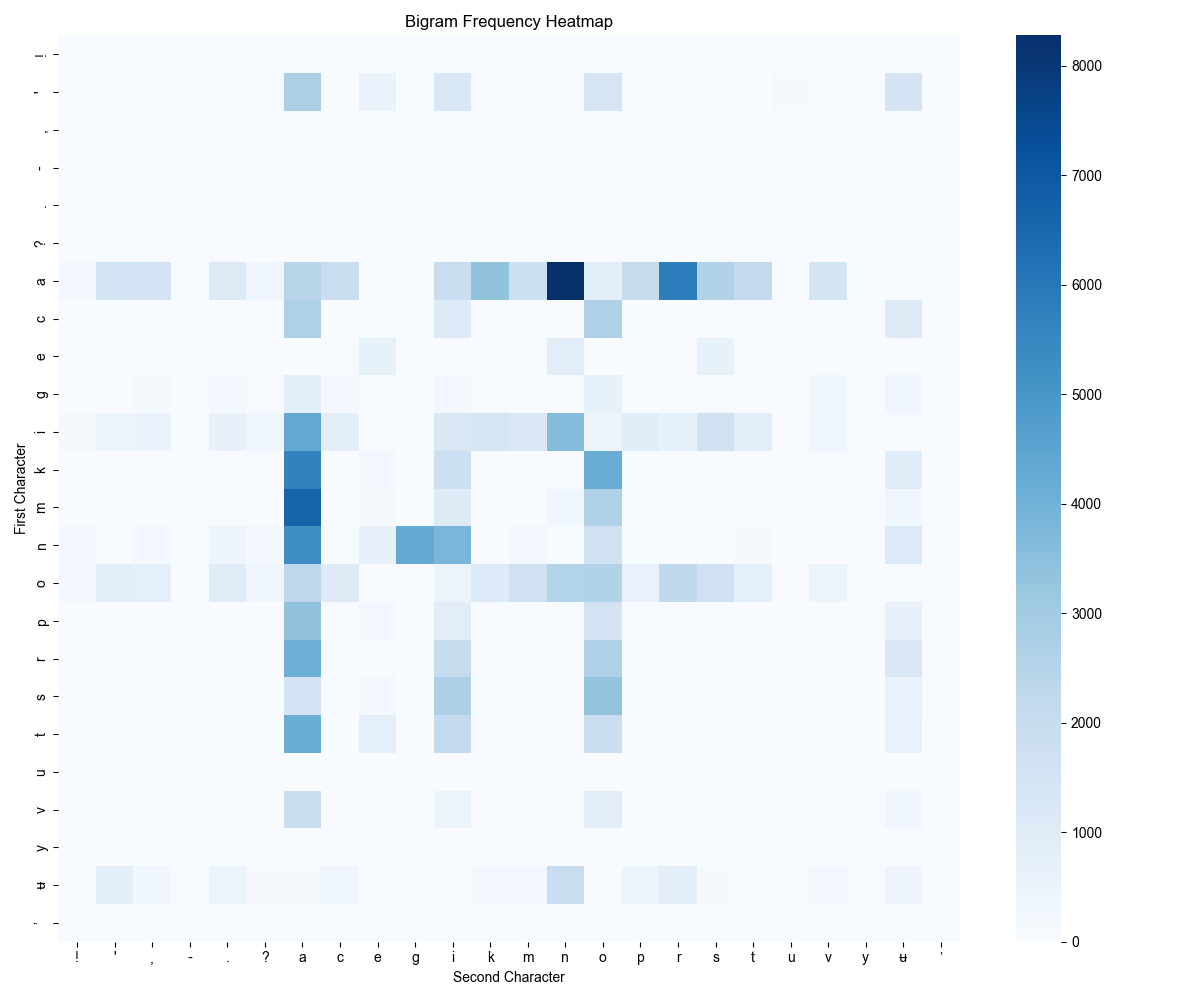 Bigram Frequency Heatmap
First Character
! ' , - . ? a c e g i k m n o p r s t u v y ʉ ’
8000
7000
6000
5000
4000
3000
2000
1000
0
! ' , - . ? a c e g i k m n o p r s t u v y ʉ ’
Second Character